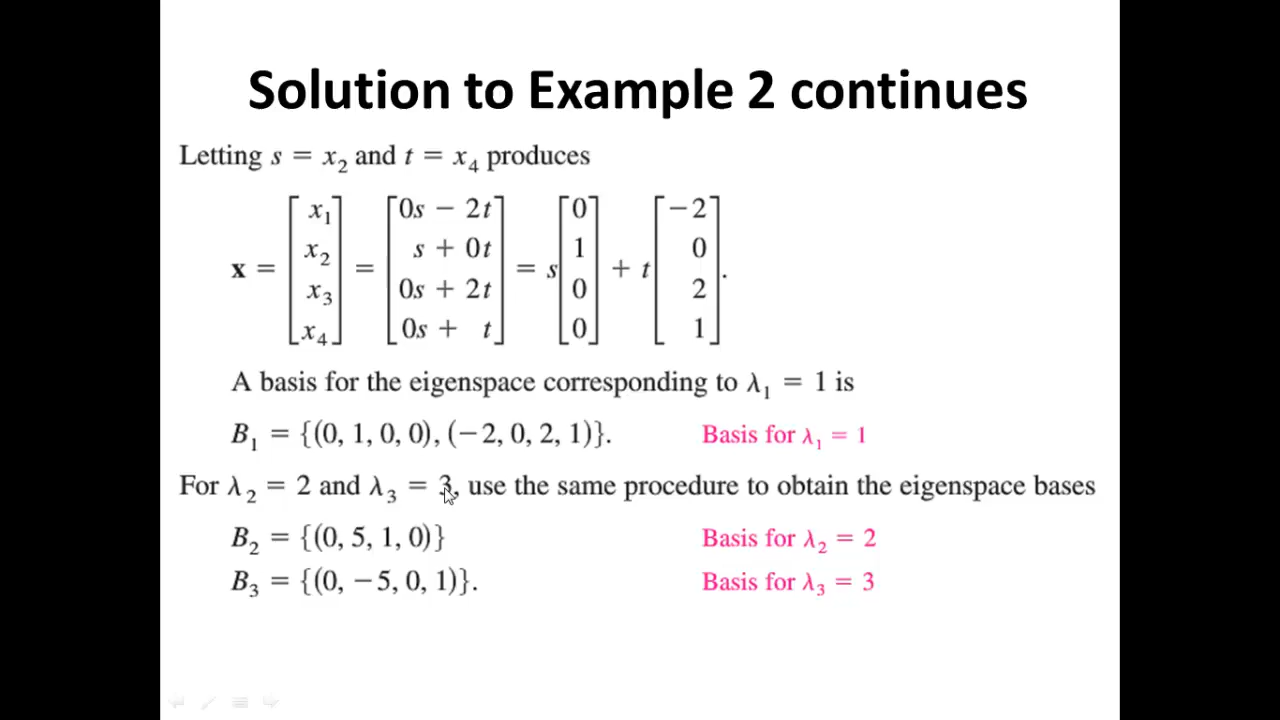 Solution to Example 2 continues
Letting s = x₂ and t = x₄ produces
x = [x₁ x₂ x₃ x₄] = [0s − 2t s + 0t 0s + 2t 0s + t] = s[0 1 0 0] + t[−2 0 2 1].
A basis for the eigenspace corresponding to λ₁ = 1 is
B₁ = {(0, 1, 0, 0), (−2, 0, 2, 1)}. Basis for λ₁ = 1
For λ₂ = 2 and λ₃ = 3, use the same procedure to obtain the eigenspace bases
B₂ = {(0, 5, 1, 0)} Basis for λ₂ = 2
B₃ = {(0, −5, 0, 1)}. Basis for λ₃ = 3